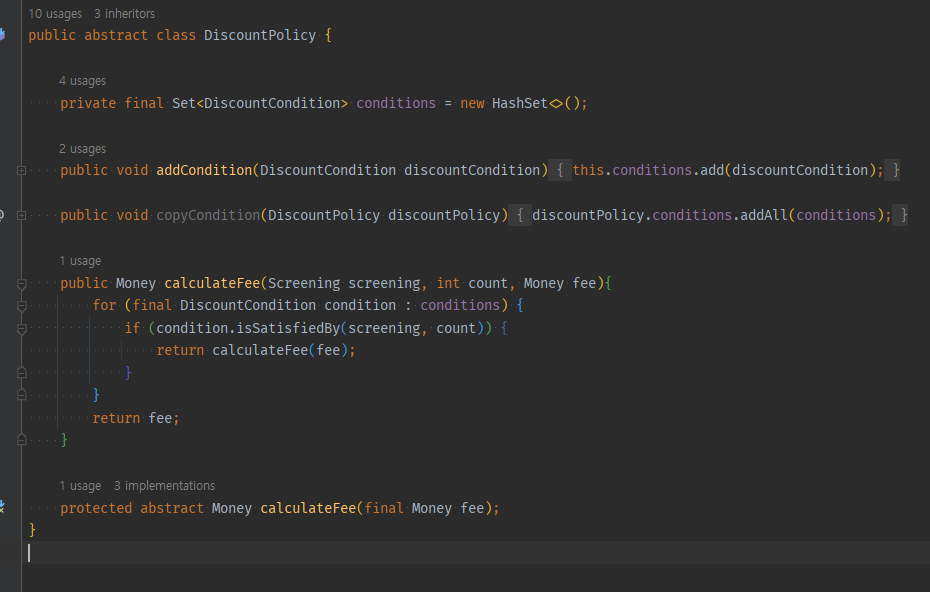 10 usages   3 inheritors
public abstract class DiscountPolicy {
4 usages
private final Set<DiscountCondition> conditions = new HashSet<>();
2 usages
public void addCondition(DiscountCondition discountCondition) { this.conditions.add(discountCondition); }
public void copyCondition(DiscountPolicy discountPolicy) { discountPolicy.conditions.addAll(conditions); }
1 usage
public Money calculateFee(Screening screening, int count, Money fee){
for (final DiscountCondition condition : conditions) {
if (condition.isSatisfiedBy(screening, count)) {
return calculateFee(fee);
}
}
return fee;
}
1 usage   3 implementations
protected abstract Money calculateFee(final Money fee);
}